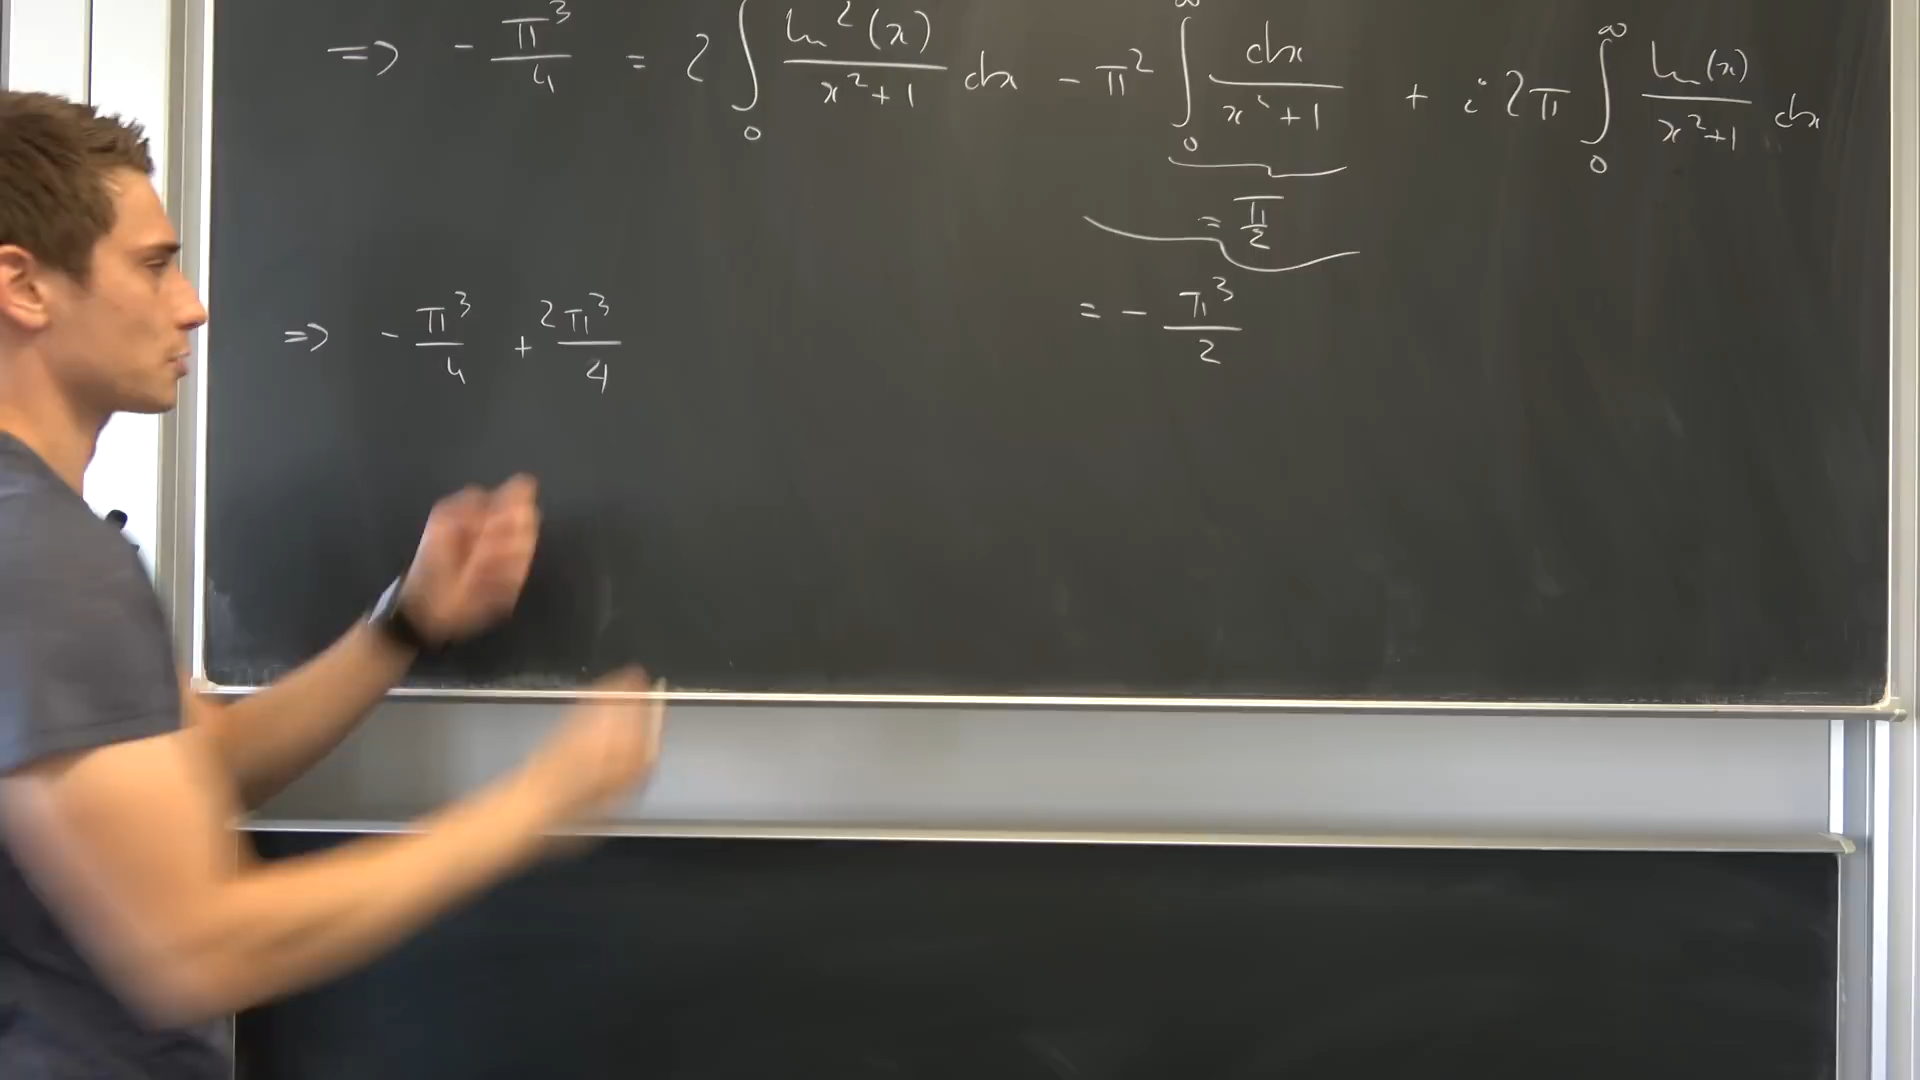 => - π³/4 = 2 ∫₀ ln²(x)/(x²+1) dx - π² ∫₀^∞ dx/(x²+1) + i 2π ∫₀^∞ ln(x)/(x²+1) dx
= π/2
=> - π³/4 + 2π³/4
= - π³/2